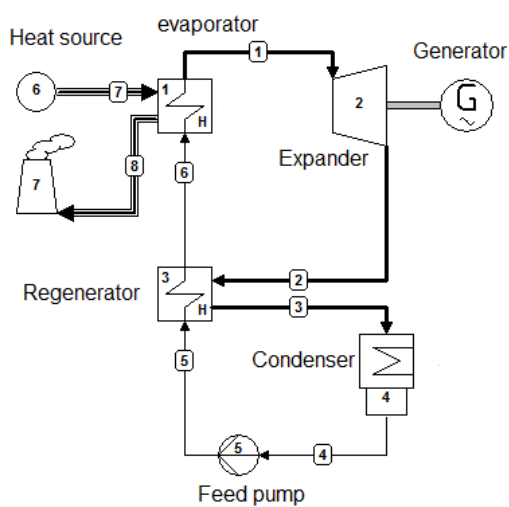 evaporator
Heat source
Generator
1
6
7
1
H
2
G
~
8
7
Expander
6
3
H
2
3
Regenerator
5
Condenser
4
5
4
Feed pump